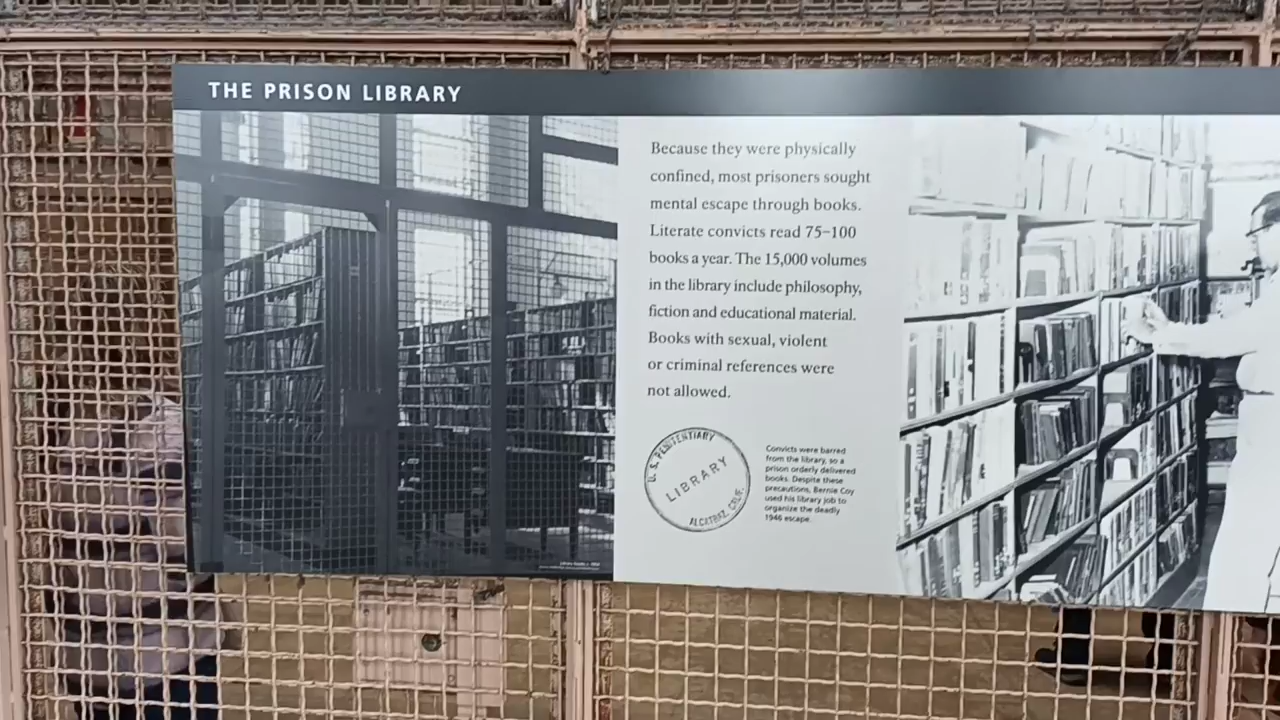 THE PRISON LIBRARY
Because they were physically
confined, most prisoners sought
mental escape through books.
Literate convicts read 75–100
books a year. The 15,000 volumes
in the library include philosophy,
fiction and educational material.
Books with sexual, violent
or criminal references were
not allowed.
U. S. PENITENTIARY
LIBRARY
ALCATRAZ, CALIF.
Convicts were barred
from the library, so a
prison orderly delivered
books. Despite these
precautions, Bernie Coy
used his library job to
organize the deadly
1946 escape.